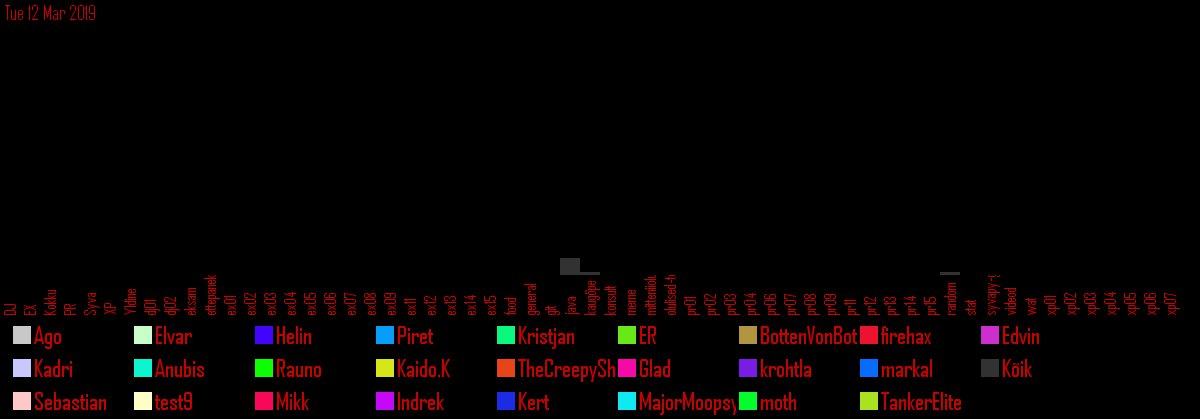 Tue 12 Mar 2019
DJ EX Kokku PR Syva XP Yldine dj01 dj02 eksam ettepanek ex01 ex02 ex03 ex04 ex05 ex06 ex07 ex08 ex09 ex11 ex12 ex13 ex14 ex15 food general git java kaugõpe konsult meme mitteniidu olulised-t pr01 pr02 pr03 pr04 pr06 pr07 pr08 pr09 pr11 pr12 pr13 pr14 pr15 random stat syvapy videod wat xp01 xp02 xp03 xp04 xp05 xp06 xp07
Ago Elvar Helin Piret Kristjan ER BottenVonBot firehax Edvin
Kadri Anubis Rauno Kaido.K TheCreepySh Glad krohtla markal Kõik
Sebastian test9 Mikk Indrek Kert MajorMoopsy moth TankerElite